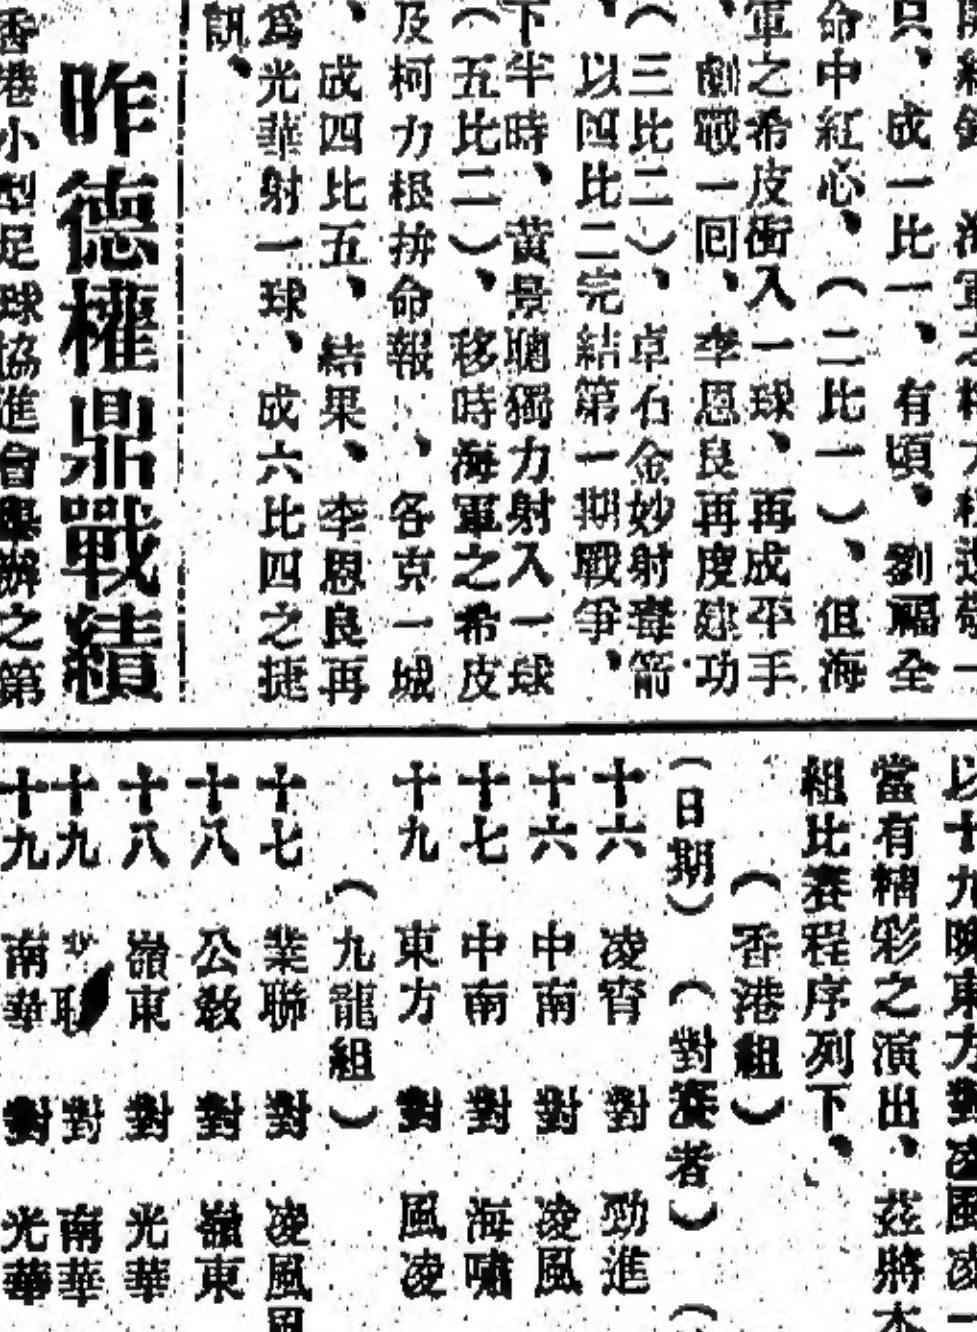 只、成一比一、有頃、劉福全
命中紅心、（二比一）、但海
軍之希皮衝入一球、再成平手
、劇戰一回、李恩良再度建功
（三比二）、卓石金妙射毒箭
、以四比二完結第一期戰爭、
下半時、黃景聰獨力射入一球
（五比二）、移時海軍之希皮
及柯力根拚命報、、各克一城
、成四比五、結果、李恩良再
爲光華射一球、成六比四之捷
訊、
昨德權鼎戰績
香港小型足球協進會舉辦之第
以十九晚東方對凌風凌一
當有精彩之演出、茲將本
組比賽程序列下、
（香港組）
（日期）（對賽者）（
十六 凌霄 對 勁進
十六 中南 對 凌風
十七 中南 對 海嘯
十九 東方 對 風凌
（九龍組）
十七 業聯 對 凌風
十八 公敎 對 嶺東
十八 嶺東 對 光華
十九 聯 對 南華
十九 南華 對 光華